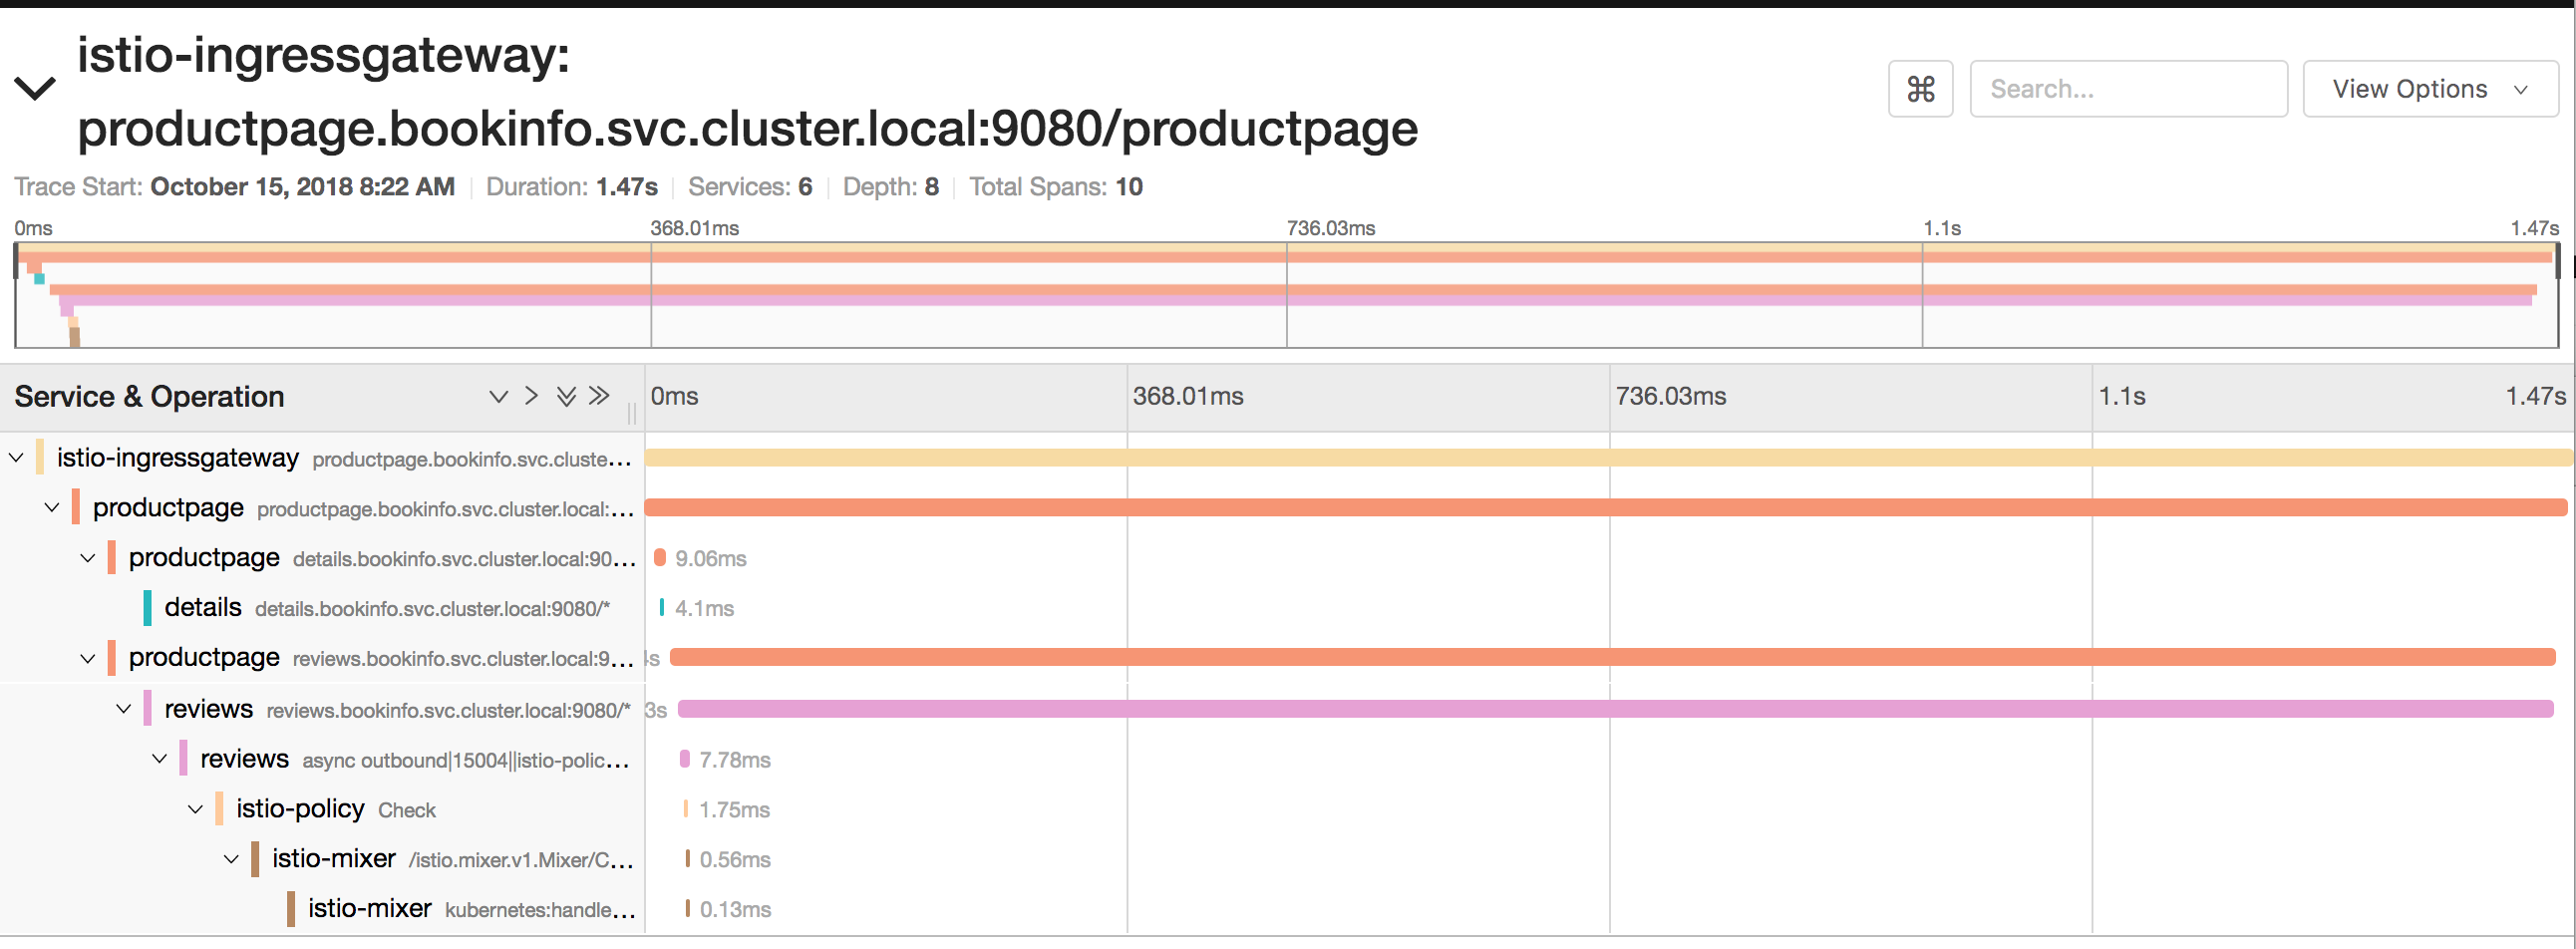 istio-ingressgateway:
productpage.bookinfo.svc.cluster.local:9080/productpage
⌘ Search... View Options
Trace Start: October 15, 2018 8:22 AM Duration: 1.47s Services: 6 Depth: 8 Total Spans: 10
0ms 368.01ms 736.03ms 1.1s 1.47s
Service & Operation 0ms 368.01ms 736.03ms 1.1s 1.47s
istio-ingressgateway productpage.bookinfo.svc.cluste...
productpage productpage.bookinfo.svc.cluster.local:...
productpage details.bookinfo.svc.cluster.local:90... 9.06ms
details details.bookinfo.svc.cluster.local:9080/* 4.1ms
productpage reviews.bookinfo.svc.cluster.local:9... s
reviews reviews.bookinfo.svc.cluster.local:9080/* 3s
reviews async outbound|15004||istio-polic... 7.78ms
istio-policy Check 1.75ms
istio-mixer /istio.mixer.v1.Mixer/C... 0.56ms
istio-mixer kubernetes:handle... 0.13ms